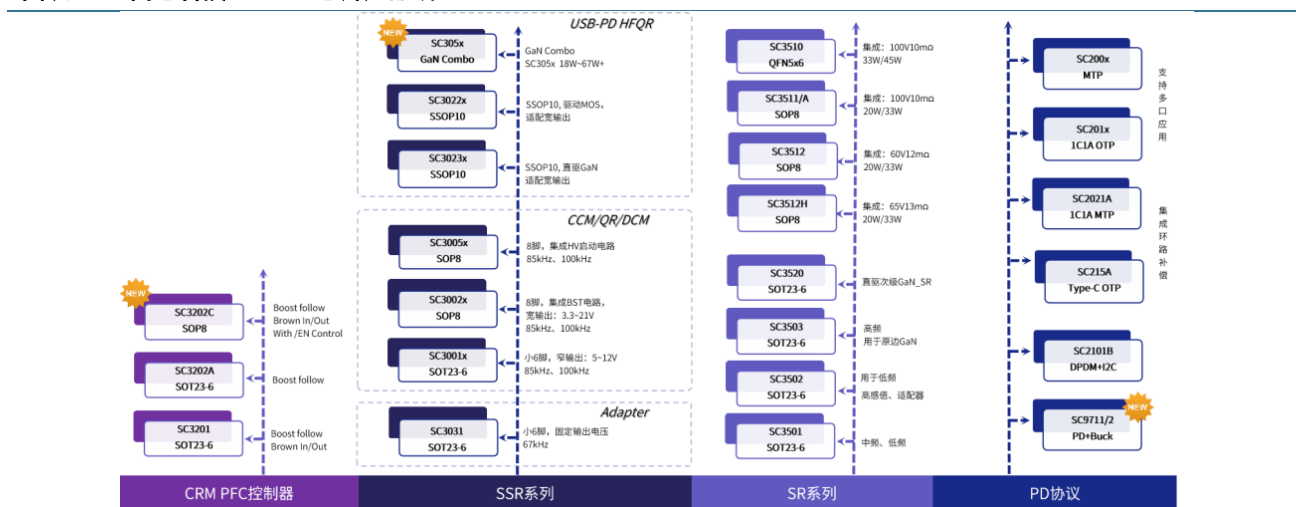 USB-PD HFQR
NEW
SC305x
GaN Combo
GaN Combo
SC305x 18W~67W+
SC3022x
SSOP10
SSOP10, 驱动MOS,
适配宽输出
SC3023x
SSOP10
SSOP10, 直驱GaN
适配宽输出
CCM/QR/DCM
SC3005x
SOP8
8脚，集成HV启动电路
85kHz、100kHz
SC3002x
SOP8
8脚，集成BST电路，
宽输出：3.3~21V
85kHz、100kHz
SC3001x
SOT23-6
小6脚，窄输出：5~12V
85kHz、100kHz
Adapter
SC3031
SOT23-6
小6脚，固定输出电压
67kHz
NEW
SC3202C
SOP8
Boost follow
Brown In/Out
With /EN Control
SC3202A
SOT23-6
Boost follow
SC3201
SOT23-6
Boost follow
Brown In/Out
SC3510
QFN5x6
集成：100V10mΩ
33W/45W
SC3511/A
SOP8
集成：100V10mΩ
20W/33W
SC3512
SOP8
集成：60V12mΩ
20W/33W
SC3512H
SOP8
集成：65V13mΩ
20W/33W
SC3520
SOT23-6
直驱次级GaN_SR
SC3503
SOT23-6
高频
用于原边GaN
SC3502
SOT23-6
用于低频
高感值、适配器
SC3501
SOT23-6
中频、低频
SC200x
MTP
SC201x
1C1A OTP
支持多口应用
SC2021A
1C1A MTP
SC215A
Type-C OTP
集成环路补偿
SC2101B
DPDM+I2C
NEW
SC9711/2
PD+Buck
CRM PFC控制器
SSR系列
SR系列
PD协议